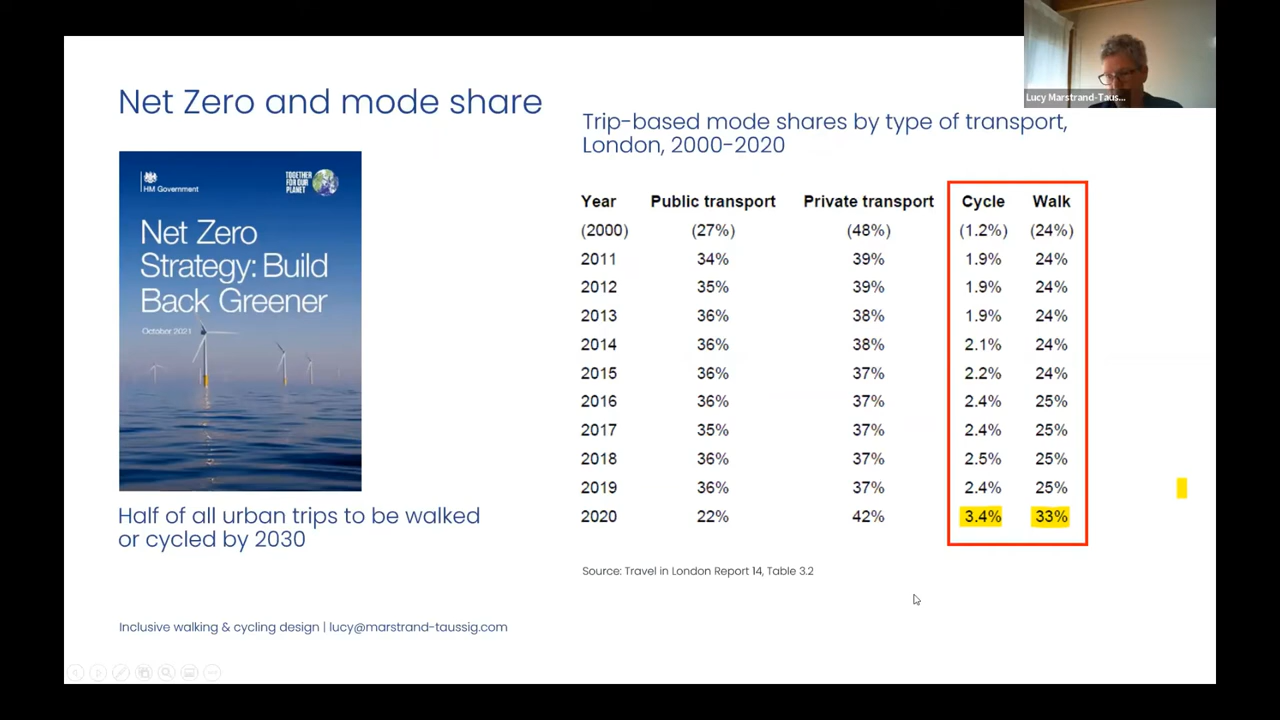 Lucy Marstrand-Taus...
Net Zero and mode share
HM Government
TOGETHER
FOR OUR
PLANET
Net Zero
Strategy: Build
Back Greener
October 2021
Half of all urban trips to be walked
or cycled by 2030
Trip-based mode shares by type of transport,
London, 2000-2020
Year Public transport Private transport Cycle Walk
(2000) (27%) (48%) (1.2%) (24%)
2011 34% 39% 1.9% 24%
2012 35% 39% 1.9% 24%
2013 36% 38% 1.9% 24%
2014 36% 38% 2.1% 24%
2015 36% 37% 2.2% 24%
2016 36% 37% 2.4% 25%
2017 35% 37% 2.4% 25%
2018 36% 37% 2.5% 25%
2019 36% 37% 2.4% 25%
2020 22% 42% 3.4% 33%
Source: Travel in London Report 14, Table 3.2
Inclusive walking & cycling design | lucy@marstrand-taussig.com